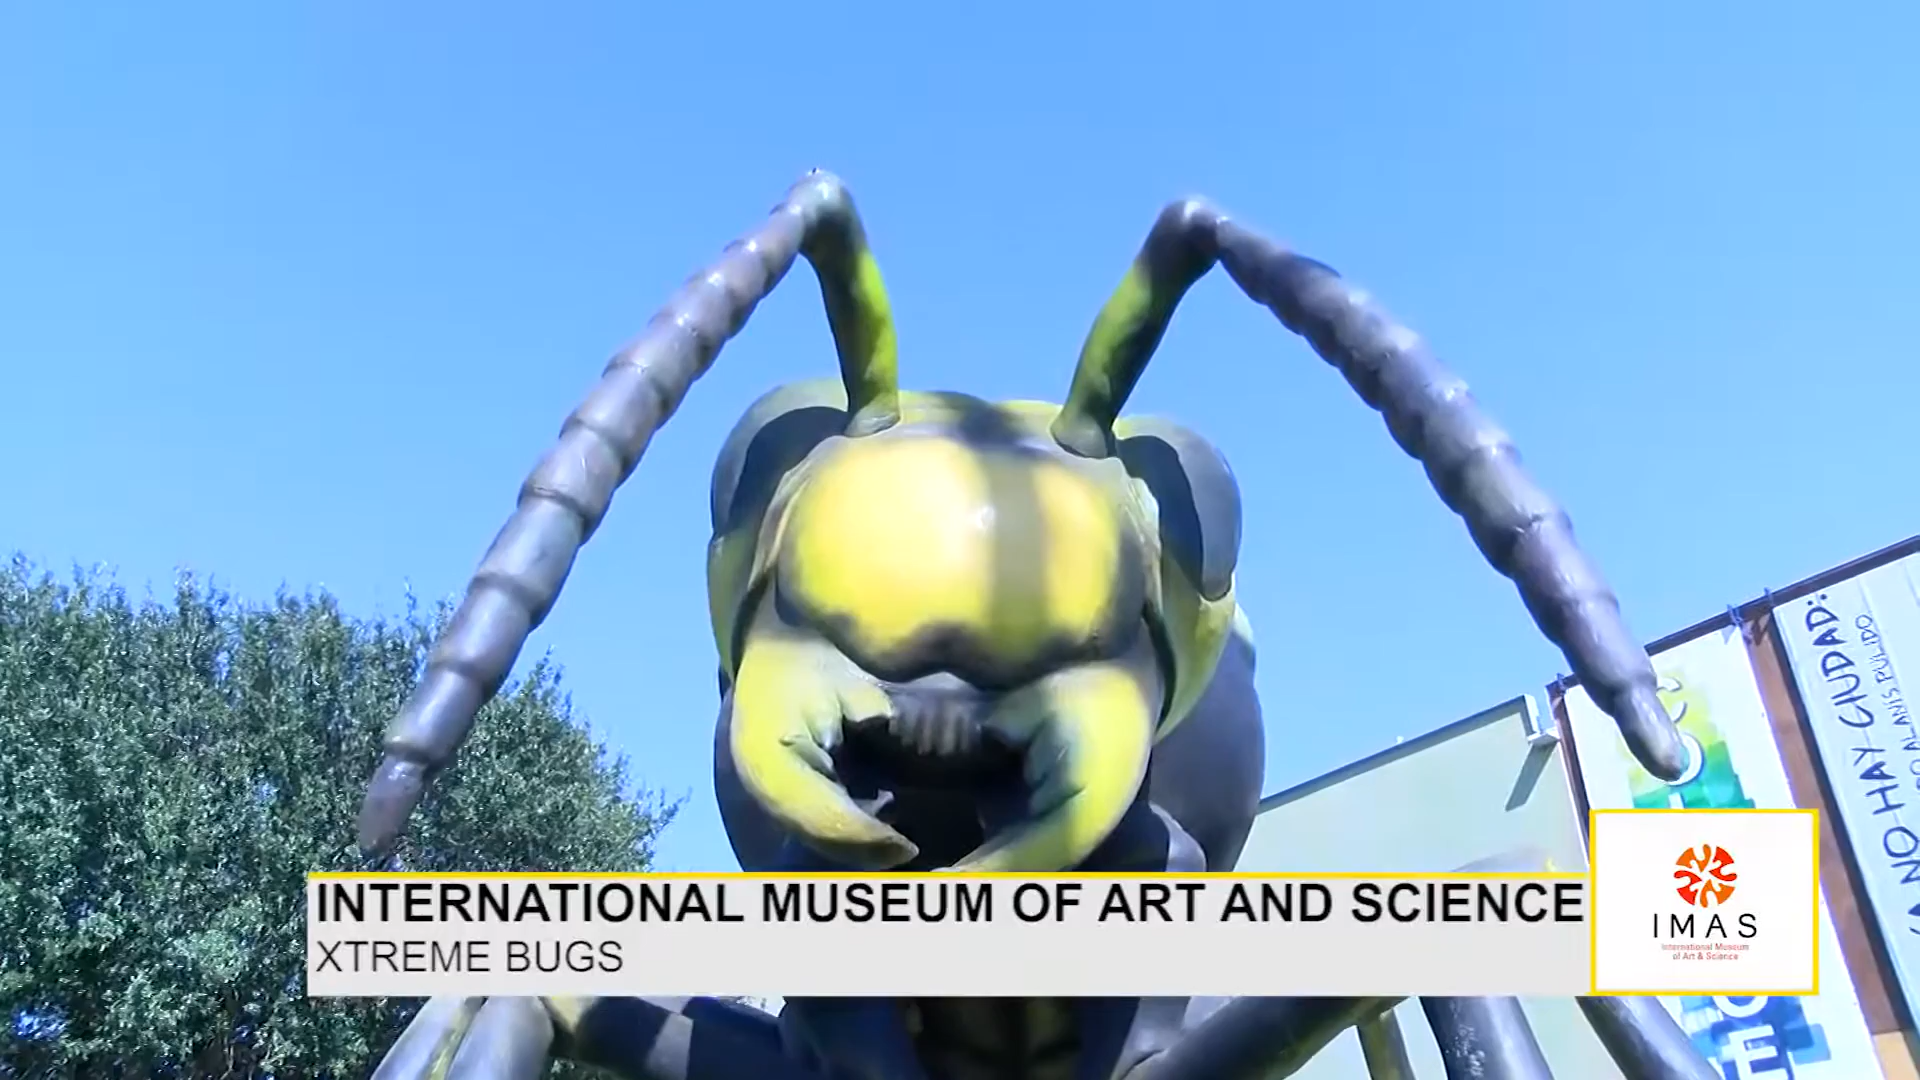 INTERNATIONAL MUSEUM OF ART AND SCIENCE
XTREME BUGS
IMAS
International Museum
of Art & Science
NO HAY CIUDAD: